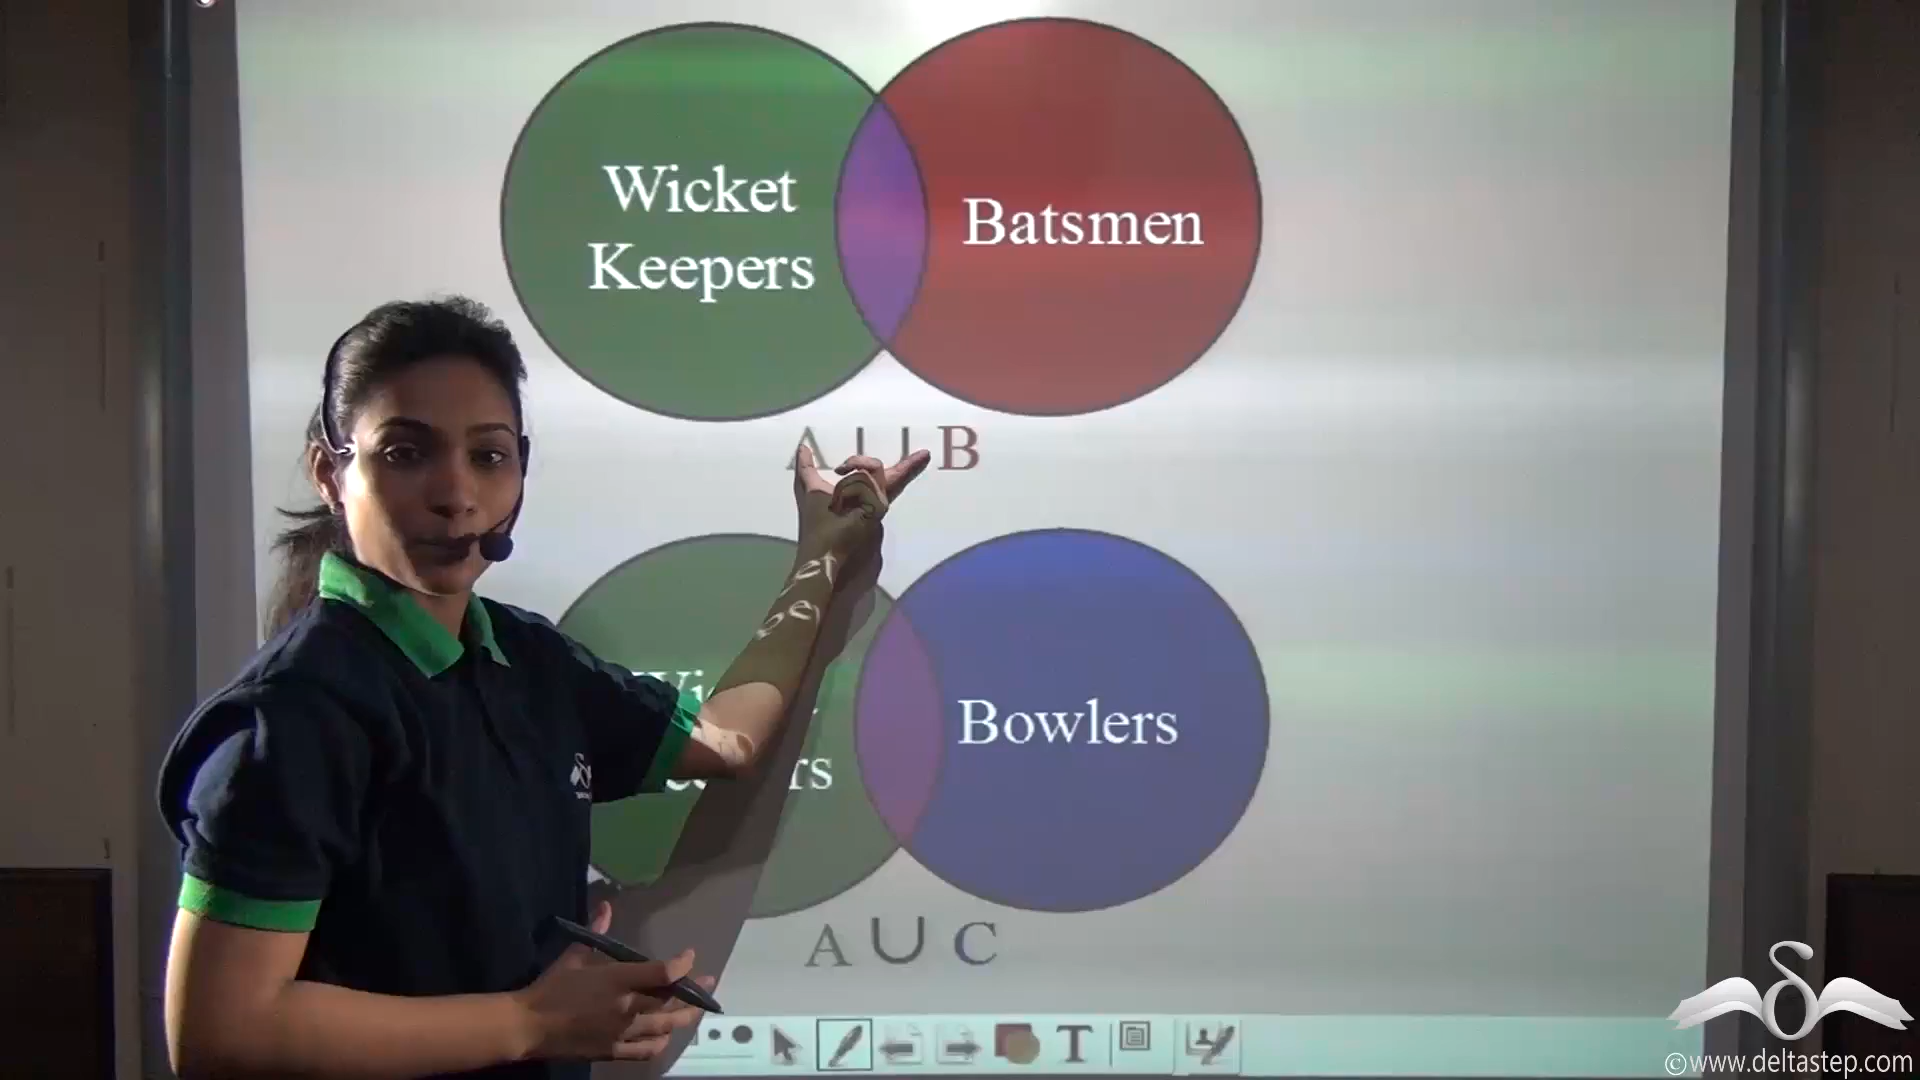 Wicket
Keepers
Batsmen
A ∪ B
Bowlers
A ∪ C
T
©www.deltastep.com